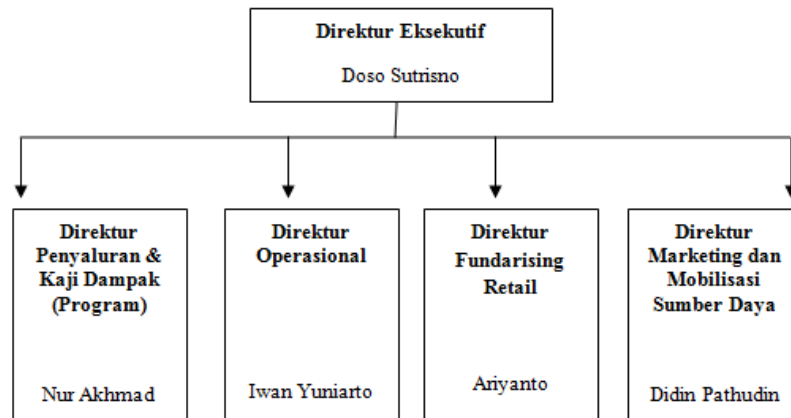 Direktur Eksekutif
Doso Sutrisno
Direktur
Penyaluran &
Kaji Dampak
(Program)
Nur Akhmad
Direktur
Operasional
Iwan Yuniarto
Direktur
Fundarising
Retail
Ariyanto
Direktur
Marketing dan
Mobilisasi
Sumber Daya
Didin Pathudin